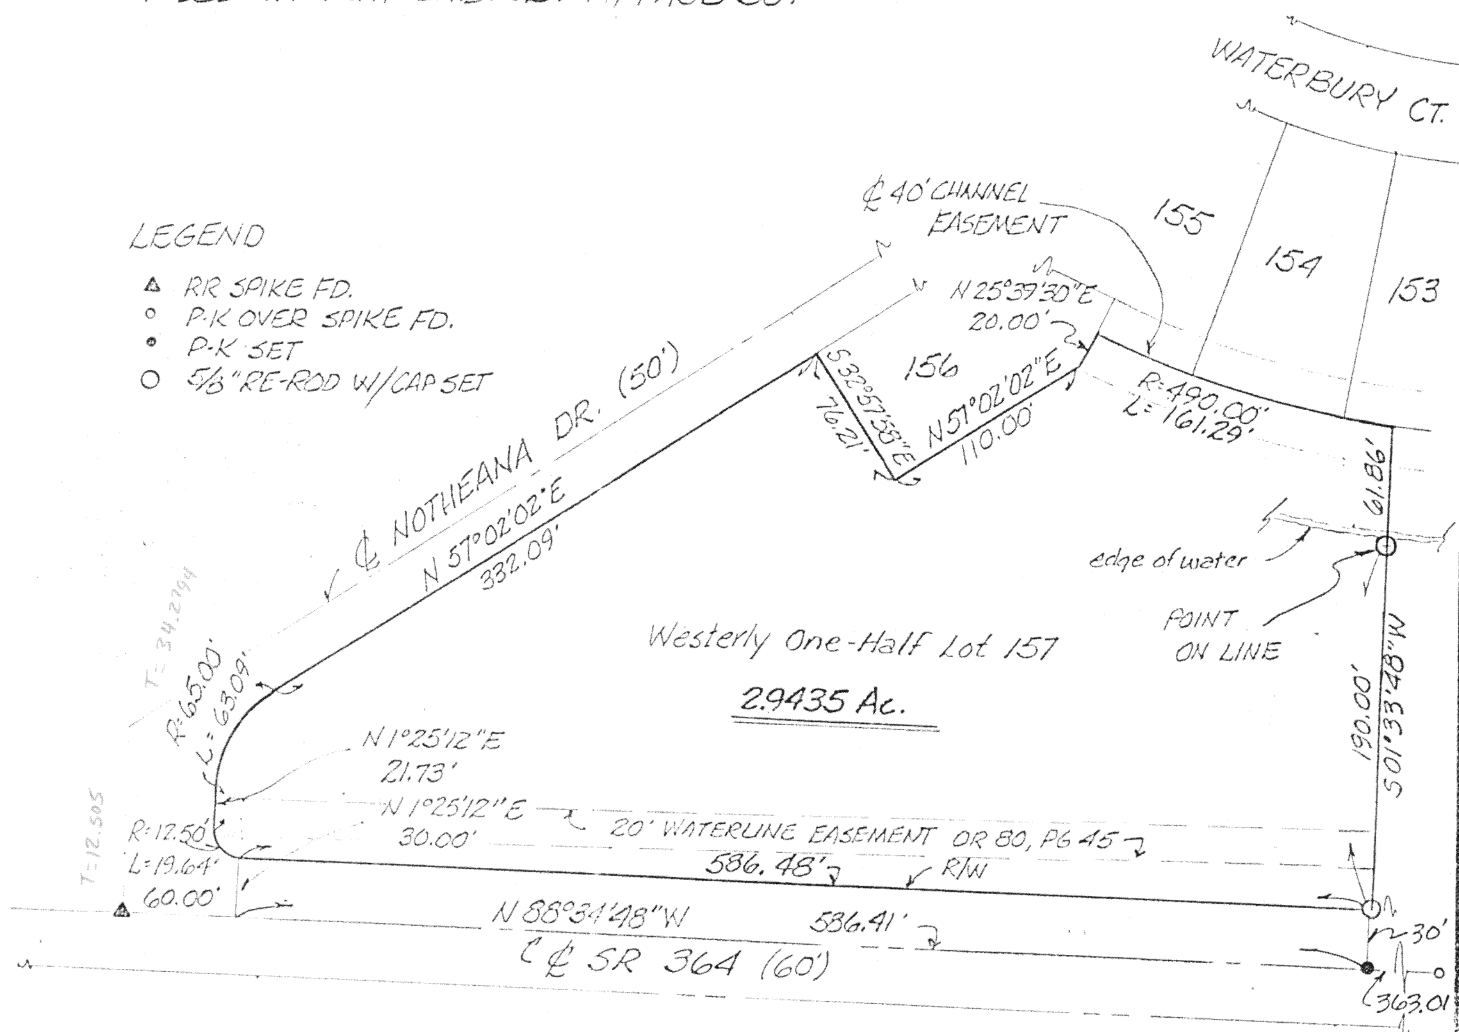 WATERBURY CT.
℄ 40' CHANNEL
EASEMENT
155
154
153
LEGEND
RR SPIKE FD.
P-K OVER SPIKE FD.
P-K SET
5/8" RE-ROD W/CAP SET
N 25°39'30"E
20.00'
156
S 32°57'58"E
76.21'
N 57°02'02"E
110.00'
R=490.00'
L=161.29'
℄ NOTHEANA DR. (50')
N 57°02'02"E
332.09'
61.86'
edge of water
POINT
ON LINE
Westerly One-Half Lot 157
2.9435 Ac.
190.00'
S01°33'48"W
T=34.2794
R=65.00'
L=63.09'
N 1°25'12"E
21.73'
N 1°25'12"E
30.00'
20' WATERLINE EASEMENT OR 80, PG 45
T=12.505
R=12.50'
L=19.64'
60.00'
586.48'
R/W
N 88°34'48"W
586.41'
℄ SR 364 (60')
30'
363.01